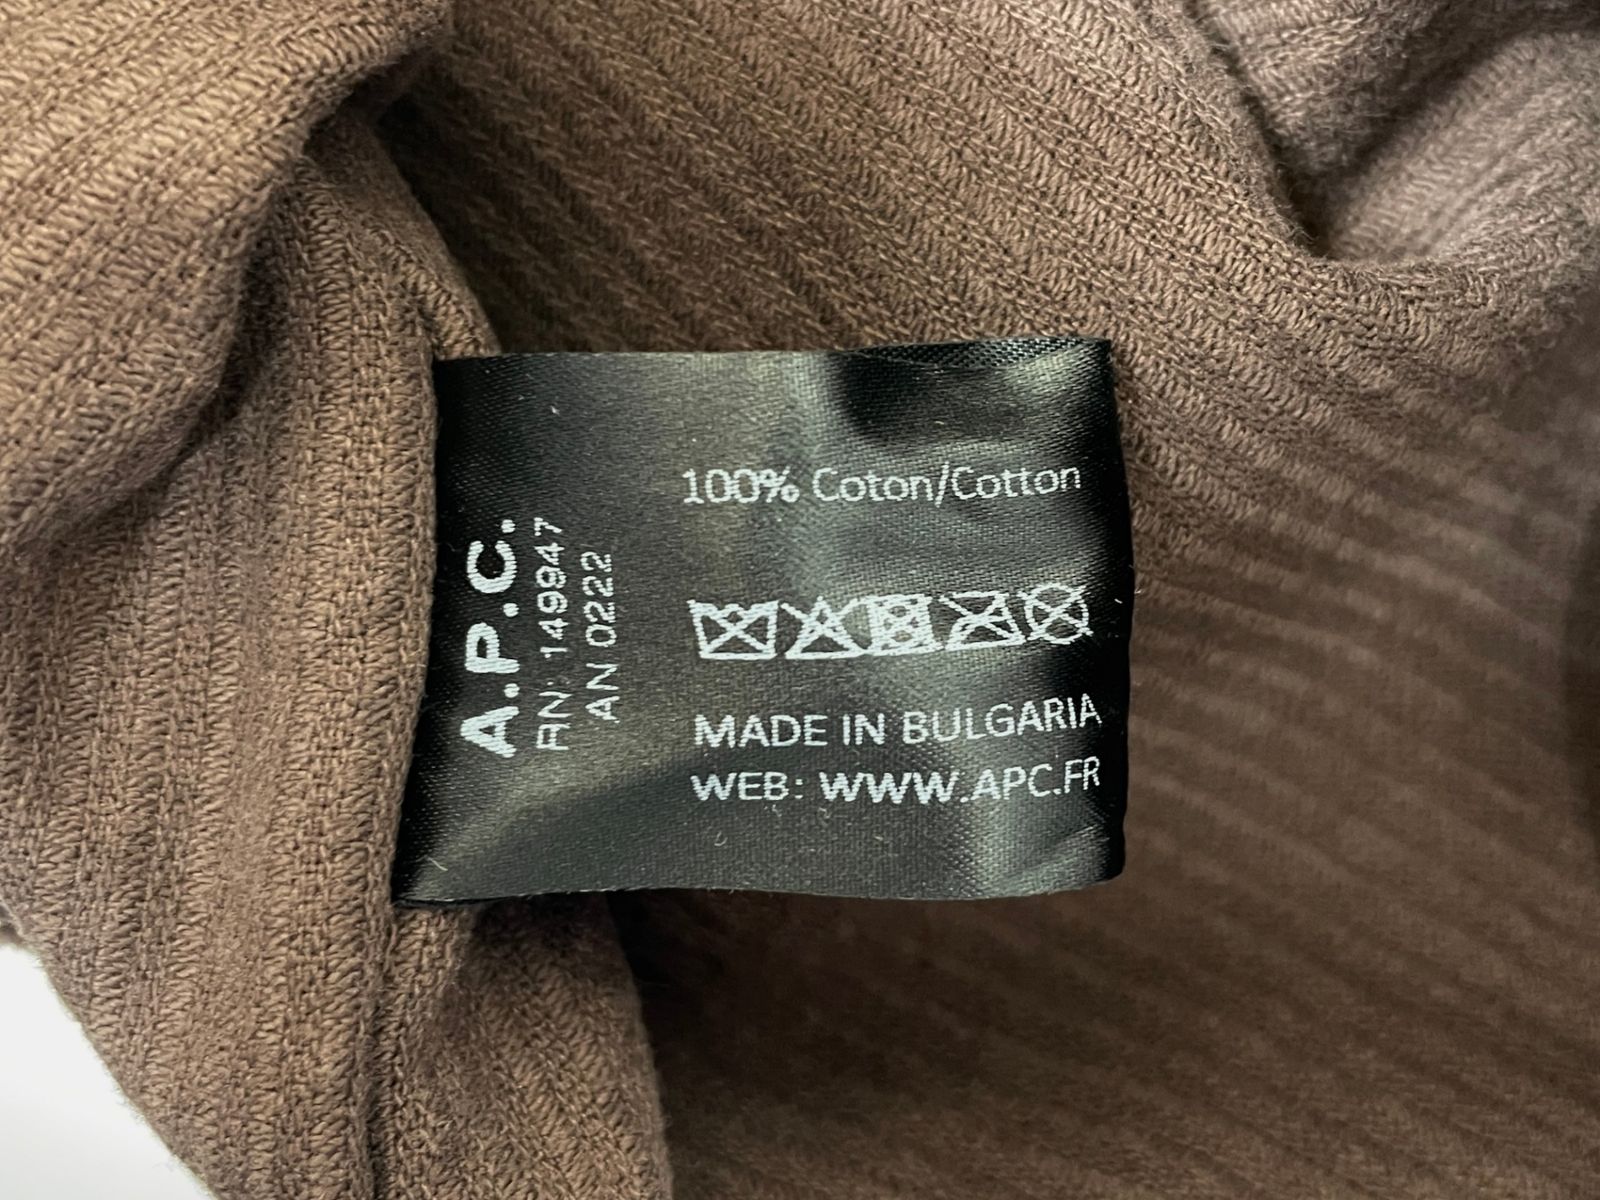 A.P.C.
RN: 149947
AN 0222
100% Coton/Cotton
MADE IN BULGARIA
WEB: WWW.APC.FR